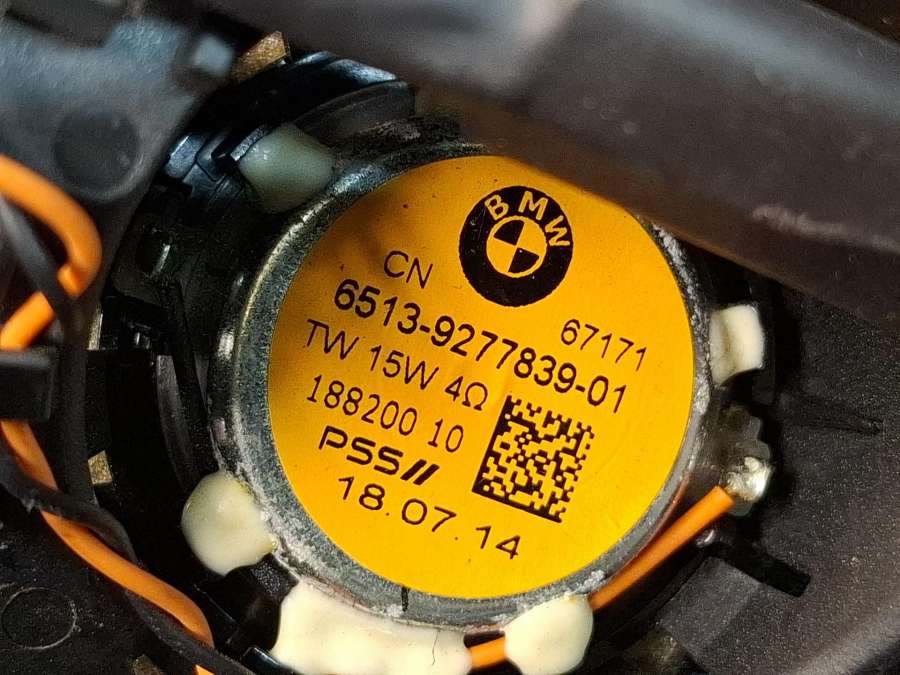 BMW
CN
67171
6513-9277839-01
TW 15W 4Ω
188200 10
PSS//
18.07.14